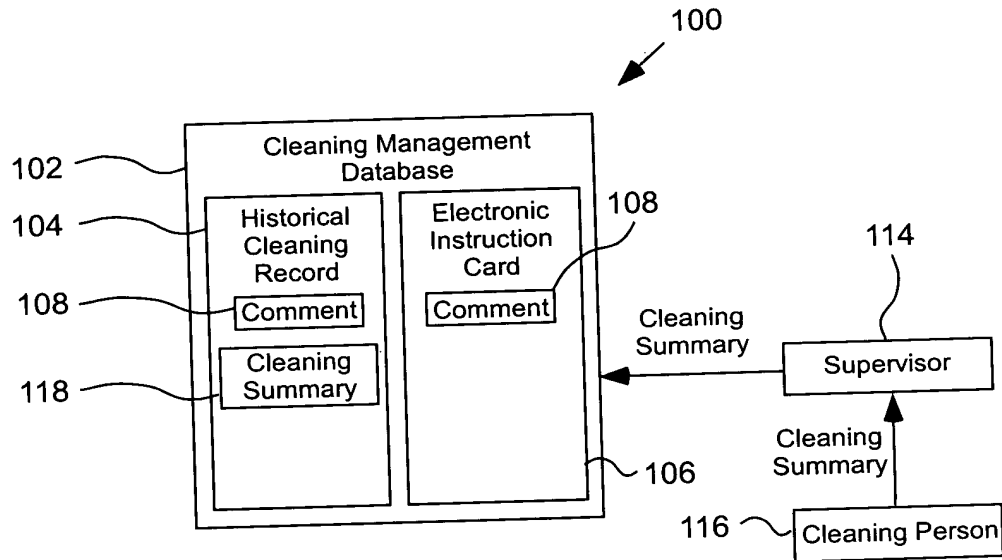 100
102
Cleaning Management
Database
104
Historical
Cleaning
Record
108
Comment
118
Cleaning
Summary
Electronic
Instruction
Card
108
Comment
106
Cleaning
Summary
114
Supervisor
Cleaning
Summary
116
Cleaning Person